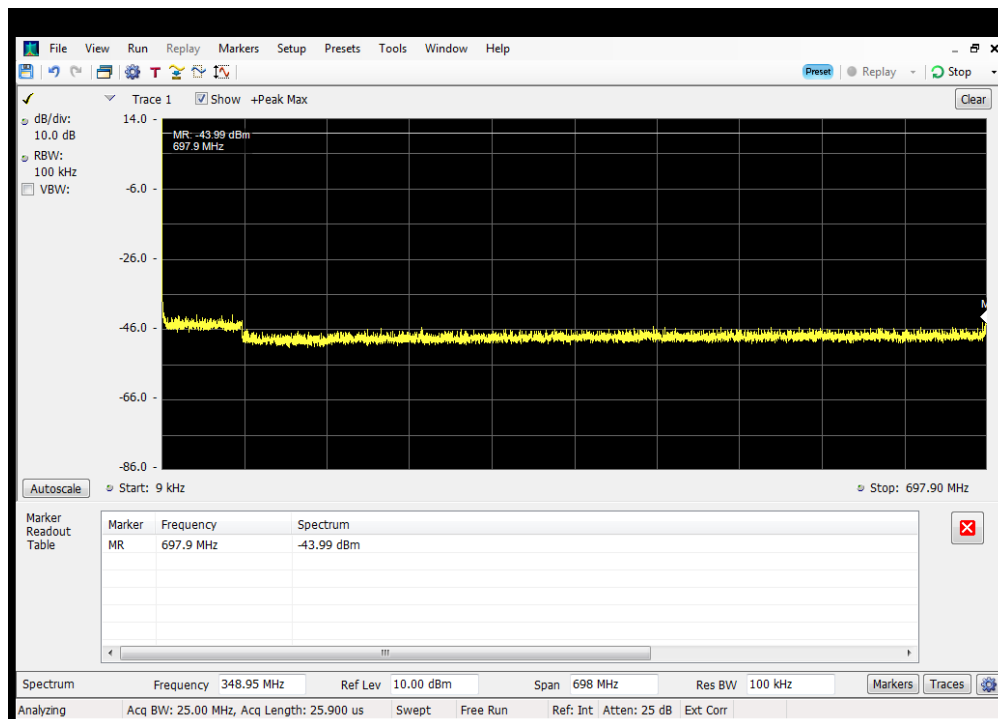 File View Run Replay Markers Setup Presets Tools Window Help
Preset Replay Stop
Trace 1 Show +Peak Max Clear
dB/div:
10.0 dB
RBW:
100 kHz
VBW:
14.0 -
-6.0 -
-26.0 -
-46.0 -
-66.0 -
-86.0 -
MR: -43.99 dBm
697.9 MHz
M
Autoscale Start: 9 kHz Stop: 697.90 MHz
Marker
Readout
Table
Marker Frequency Spectrum
MR 697.9 MHz -43.99 dBm
Spectrum Frequency 348.95 MHz Ref Lev 10.00 dBm Span 698 MHz Res BW 100 kHz Markers Traces
Analyzing Acq BW: 25.00 MHz, Acq Length: 25.900 us Swept Free Run Ref: Int Atten: 25 dB Ext Corr